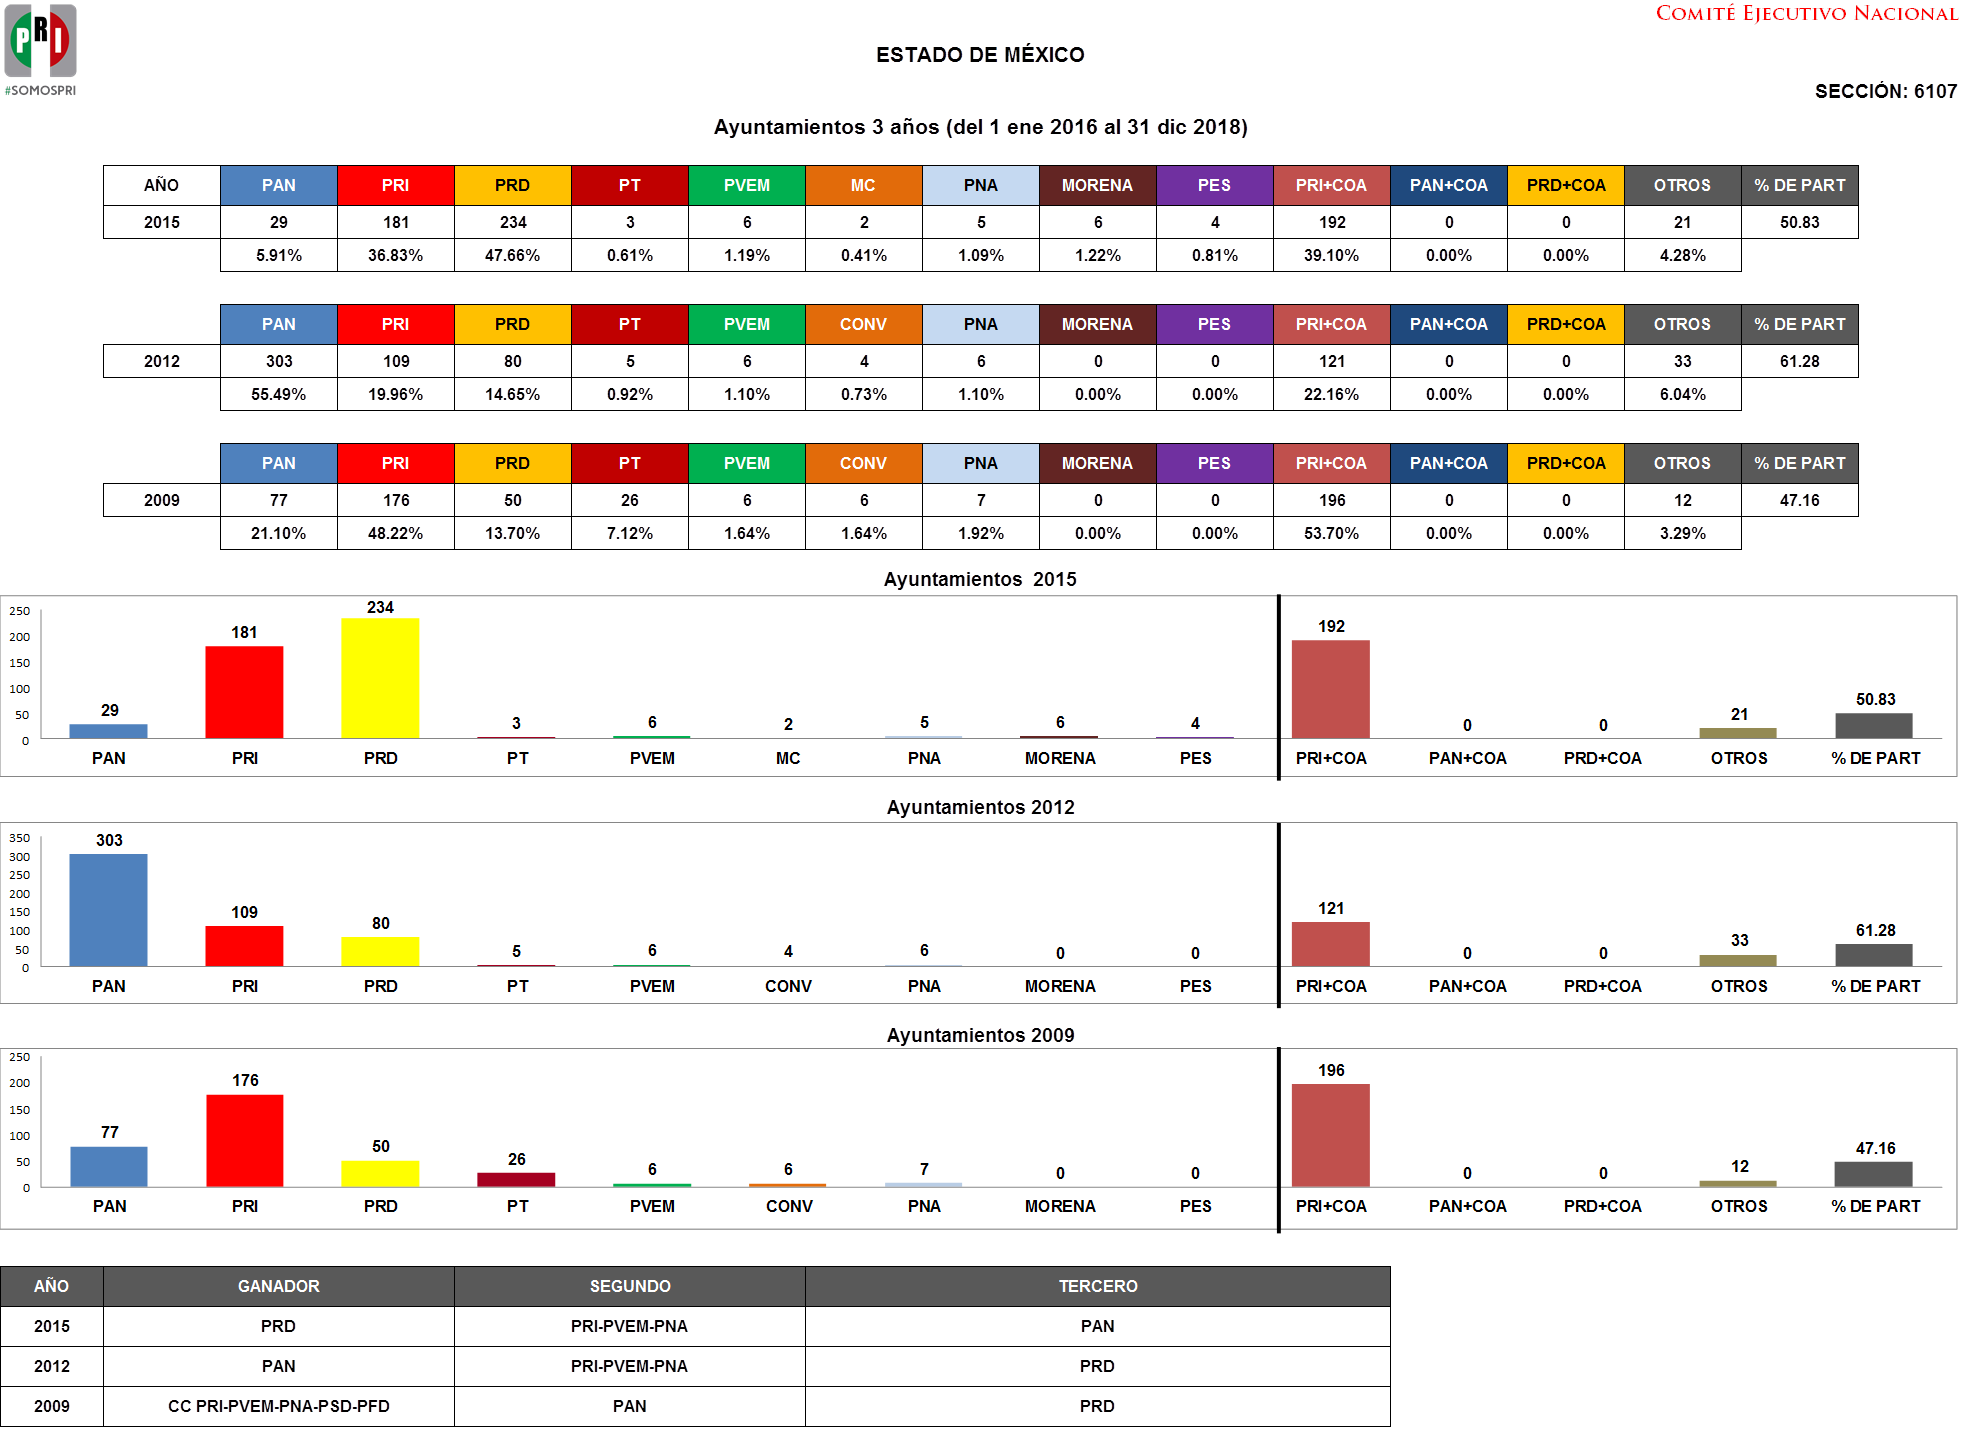 PRI
#SOMOSPRI
COMITÉ EJECUTIVO NACIONAL
ESTADO DE MÉXICO
SECCIÓN: 6107
Ayuntamientos 3 años (del 1 ene 2016 al 31 dic 2018)
AÑO PAN PRI PRD PT PVEM MC PNA MORENA PES PRI+COA PAN+COA PRD+COA OTROS % DE PART
2015 29 181 234 3 6 2 5 6 4 192 0 0 21 50.83
5.91% 36.83% 47.66% 0.61% 1.19% 0.41% 1.09% 1.22% 0.81% 39.10% 0.00% 0.00% 4.28%
PAN PRI PRD PT PVEM CONV PNA MORENA PES PRI+COA PAN+COA PRD+COA OTROS % DE PART
2012 303 109 80 5 6 4 6 0 0 121 0 0 33 61.28
55.49% 19.96% 14.65% 0.92% 1.10% 0.73% 1.10% 0.00% 0.00% 22.16% 0.00% 0.00% 6.04%
PAN PRI PRD PT PVEM CONV PNA MORENA PES PRI+COA PAN+COA PRD+COA OTROS % DE PART
2009 77 176 50 26 6 6 7 0 0 196 0 0 12 47.16
21.10% 48.22% 13.70% 7.12% 1.64% 1.64% 1.92% 0.00% 0.00% 53.70% 0.00% 0.00% 3.29%
Ayuntamientos 2015
250
200
150
100
50
0
29 181 234 3 6 2 5 6 4 192 0 0 21 50.83
PAN PRI PRD PT PVEM MC PNA MORENA PES PRI+COA PAN+COA PRD+COA OTROS % DE PART
Ayuntamientos 2012
350
300
250
200
150
100
50
0
303 109 80 5 6 4 6 0 0 121 0 0 33 61.28
PAN PRI PRD PT PVEM CONV PNA MORENA PES PRI+COA PAN+COA PRD+COA OTROS % DE PART
Ayuntamientos 2009
250
200
150
100
50
0
77 176 50 26 6 6 7 0 0 196 0 0 12 47.16
PAN PRI PRD PT PVEM CONV PNA MORENA PES PRI+COA PAN+COA PRD+COA OTROS % DE PART
AÑO GANADOR SEGUNDO TERCERO
2015 PRD PRI-PVEM-PNA PAN
2012 PAN PRI-PVEM-PNA PRD
2009 CC PRI-PVEM-PNA-PSD-PFD PAN PRD